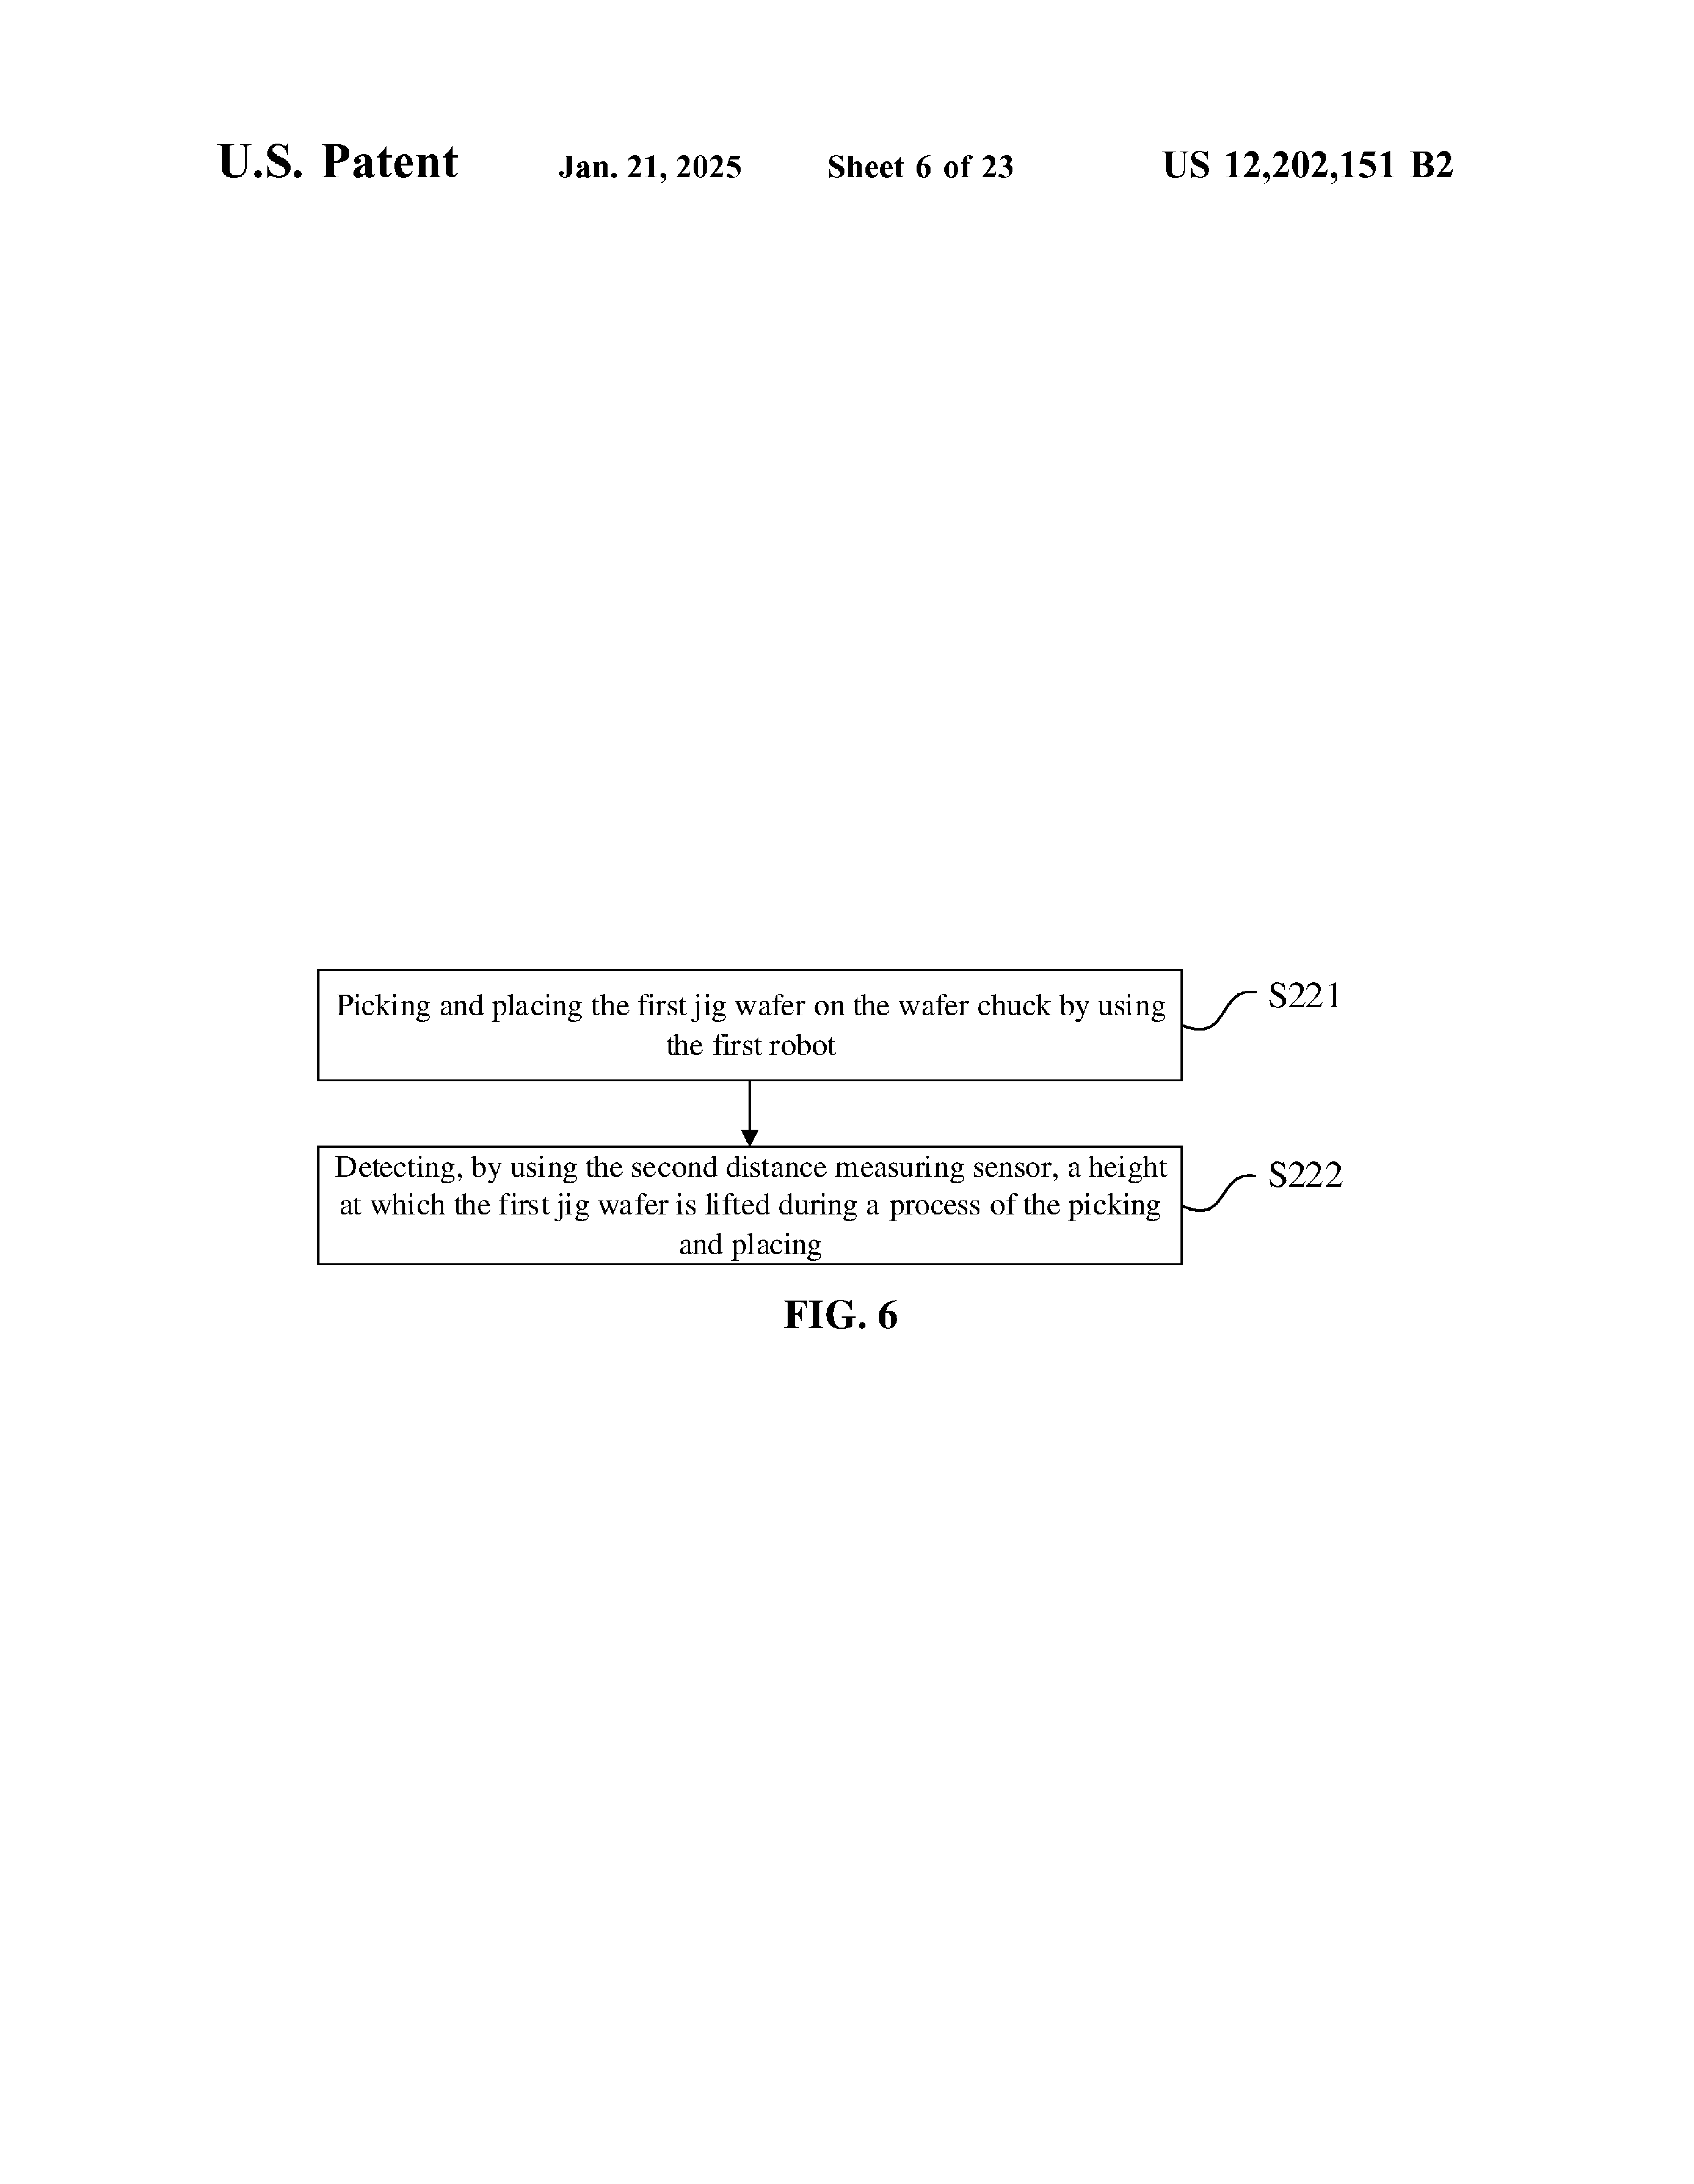 U.S. Patent Jan. 21, 2025 Sheet 6 of 23 US 12,202,151 B2
Picking and placing the first jig wafer on the wafer chuck by using
the first robot
S221
Detecting, by using the second distance measuring sensor, a height
at which the first jig wafer is lifted during a process of the picking
and placing
S222
FIG. 6